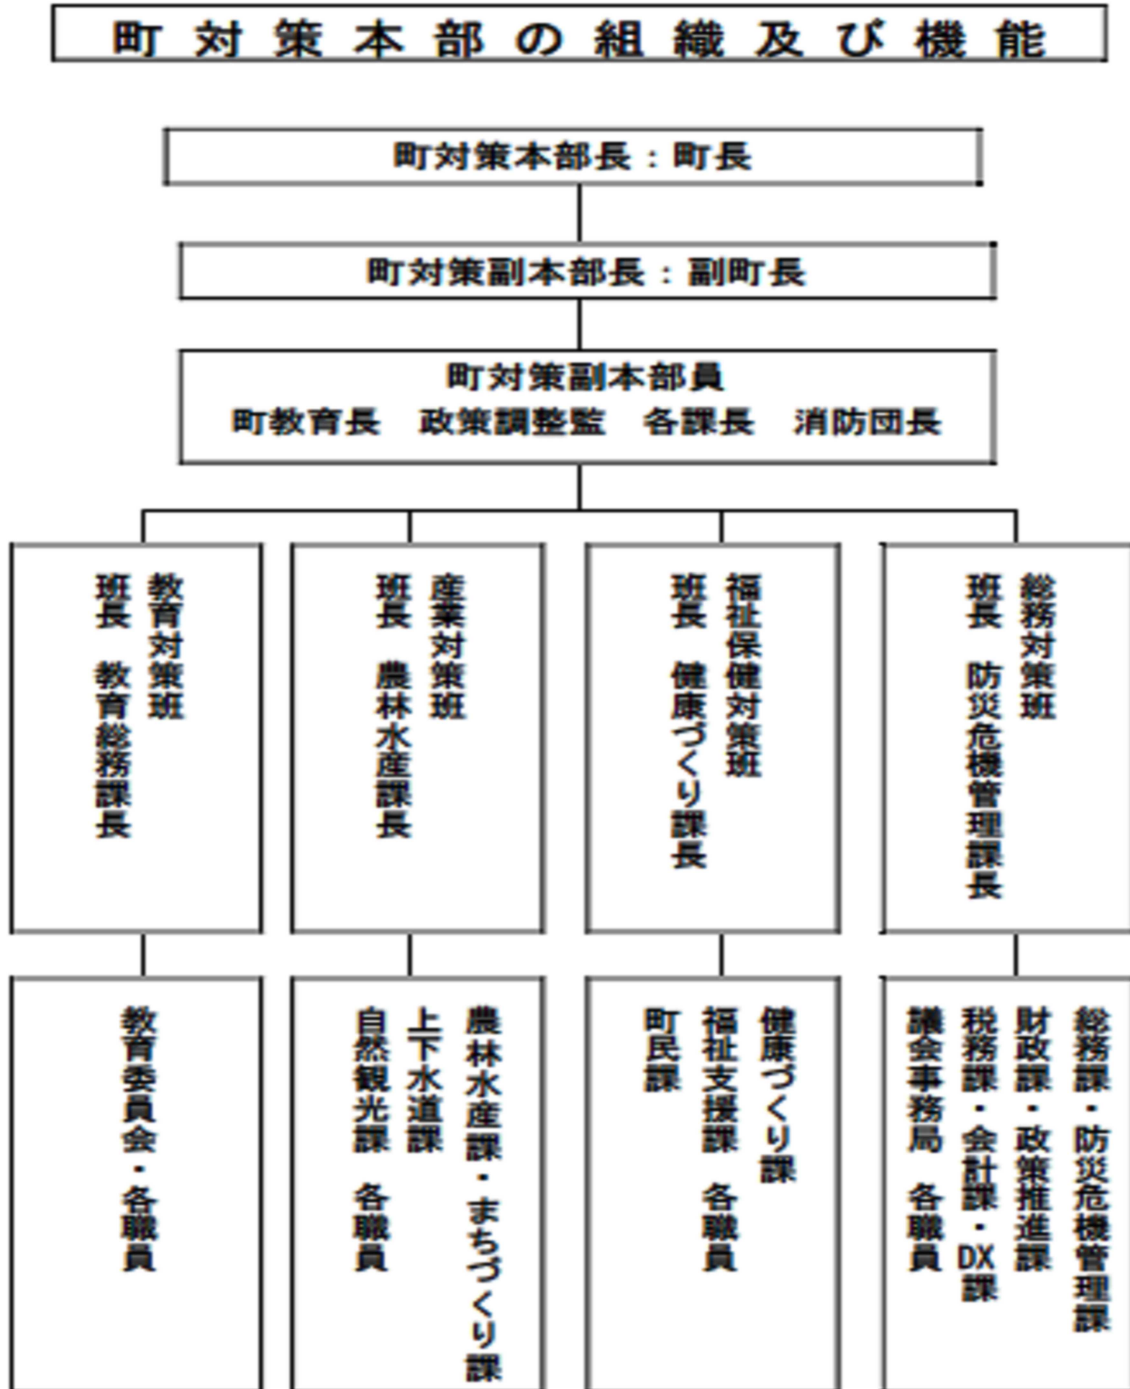 町対策本部の組織及び機能
町対策本部長：町長
町対策副本部長：副町長
町対策副本部員
町教育長　政策調整監　各課長　消防団長
総務対策班
班長　防災危機管理課長
福祉保健対策班
班長　健康づくり課長
産業対策班
班長　農林水産課長
教育対策班
班長　教育総務課長
総務課・防災危機管理課
財政課・政策推進課
税務課・会計課・DX課
議会事務局　各職員
健康づくり課
福祉支援課　各職員
町民課
農林水産課・まちづくり課
上下水道課
自然観光課　各職員
教育委員会・各職員